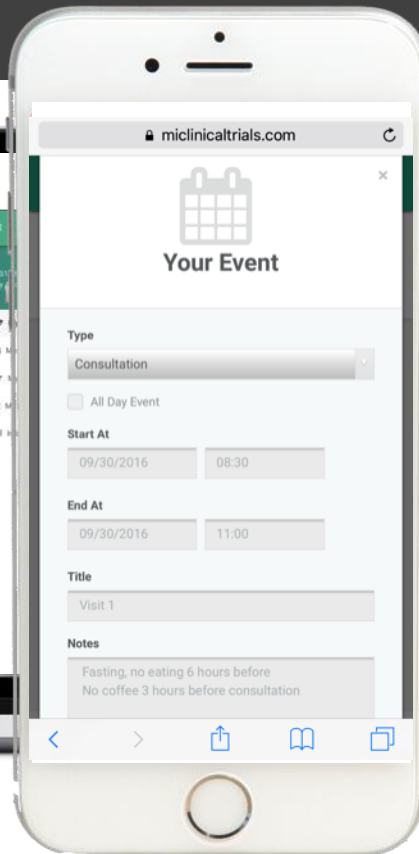 miclinicaltrials.com
×
Your Event
Type
Consultation
All Day Event
Start At
09/30/2016 08:30
End At
09/30/2016 11:00
Title
Visit 1
Notes
Fasting, no eating 6 hours before
No coffee 3 hours before consultation